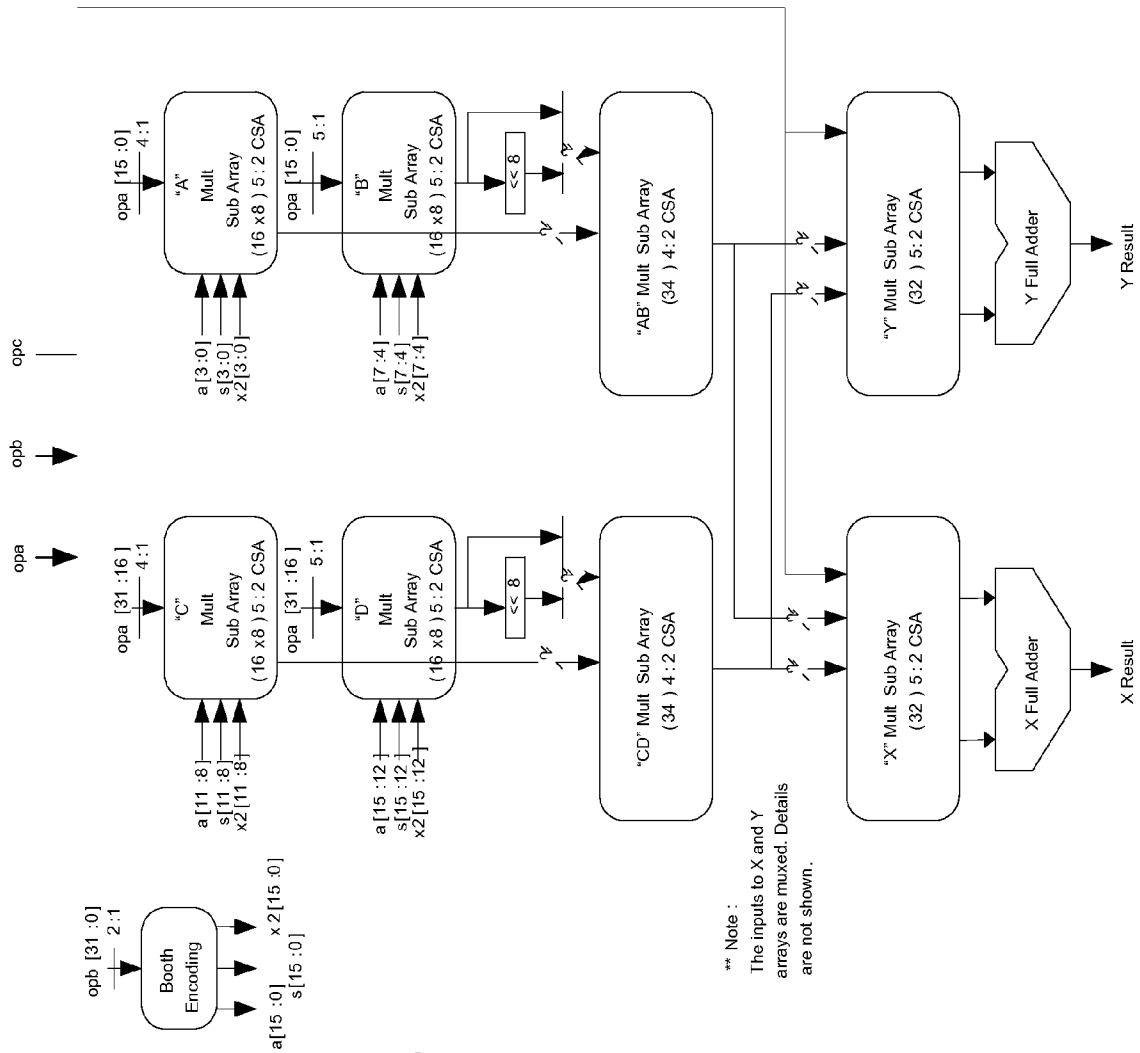 opa
opb
opc
opb [31 :0]
2:1
Booth
Encoding
a[15 :0]
s[15 :0]
x2[15 :0]
opa [31 :16]
4:1
"C"
Mult
Sub Array
(16 x8 ) 5: 2 CSA
a[11 :8]
s[11 :8]
x2[11 :8]
opa [31 :16]
5:1
"D"
Mult
Sub Array
(16 x8 ) 5: 2 CSA
a[15 :12 ]
s[15 :12 ]
x2[15 :12]
<< 8
"CD" Mult Sub Array
(34 ) 4: 2 CSA
opa [15 :0]
4:1
"A"
Mult
Sub Array
(16 x8 ) 5: 2 CSA
a [3:0]
s[3:0]
x2[3:0]
opa [15 :0]
5:1
"B"
Mult
Sub Array
(16 x8 ) 5: 2 CSA
a[7:4]
s[7:4]
x2[7:4]
<< 8
"AB" Mult Sub Array
(34 ) 4: 2 CSA
** Note :
The inputs to X and Y
arrays are muxed. Details
are not shown.
"X" Mult Sub Array
(32 ) 5: 2 CSA
X Full Adder
X Result
"Y" Mult Sub Array
(32 ) 5: 2 CSA
Y Full Adder
Y Result